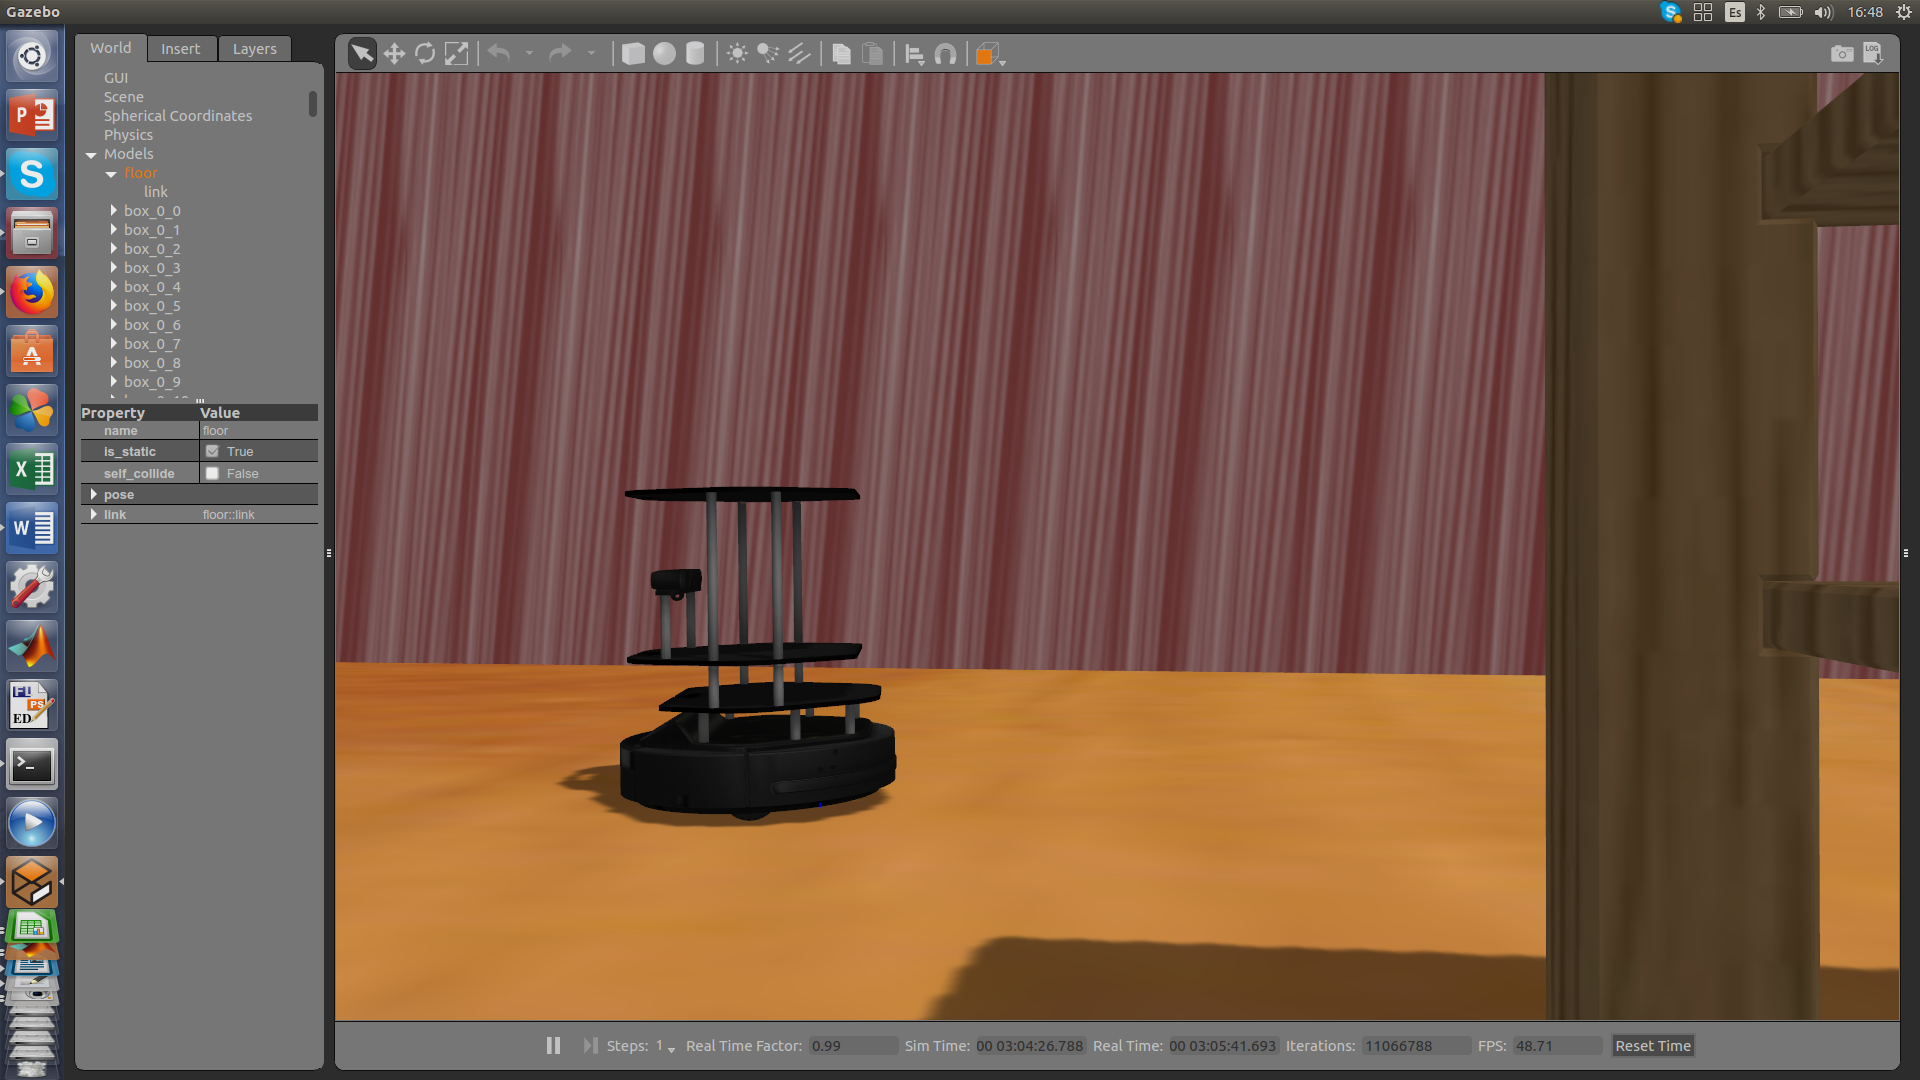 Gazebo
Es
16:48
World Insert Layers
LOG
GUI
Scene
Spherical Coordinates
Physics
Models
floor
link
box_0_0
box_0_1
box_0_2
box_0_3
box_0_4
box_0_5
box_0_6
box_0_7
box_0_8
box_0_9
Property Value
name floor
is_static True
self_collide False
pose
link floor::link
Steps: 1 Real Time Factor: 0.99 Sim Time: 00 03:04:26.788 Real Time: 00 03:05:41.693 Iterations: 11066788 FPS: 48.71 Reset Time